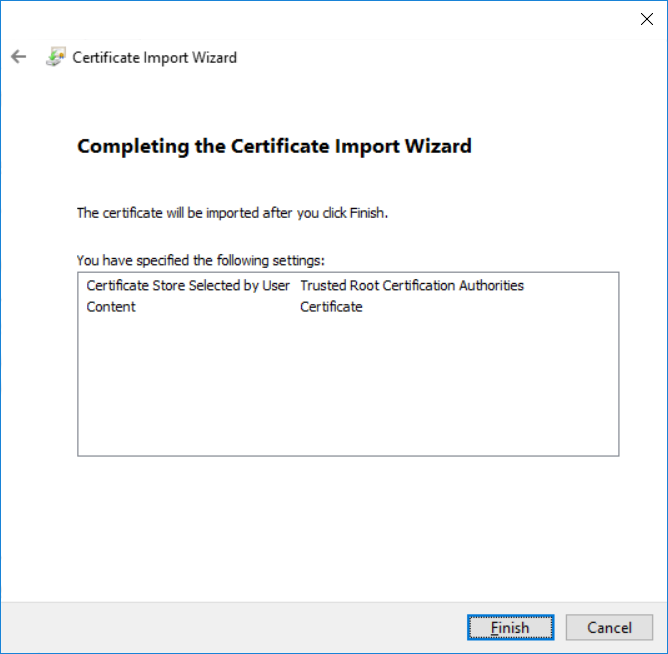 Certificate Import Wizard
Completing the Certificate Import Wizard
The certificate will be imported after you click Finish.
You have specified the following settings:
Certificate Store Selected by User Trusted Root Certification Authorities
Content Certificate
Finish Cancel